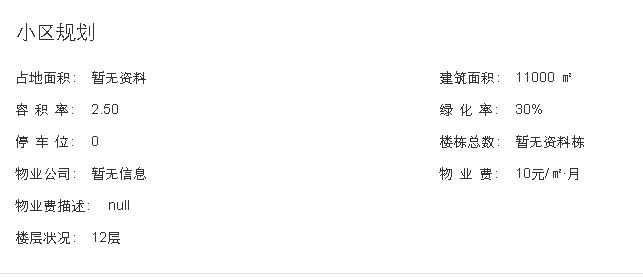 小区规划
占地面积： 暂无资料 建筑面积： 11000 ㎡
容 积 率： 2.50 绿 化 率： 30%
停 车 位： 0 楼栋总数： 暂无资料栋
物业公司： 暂无信息 物 业 费： 10元/㎡·月
物业费描述： null
楼层状况： 12层